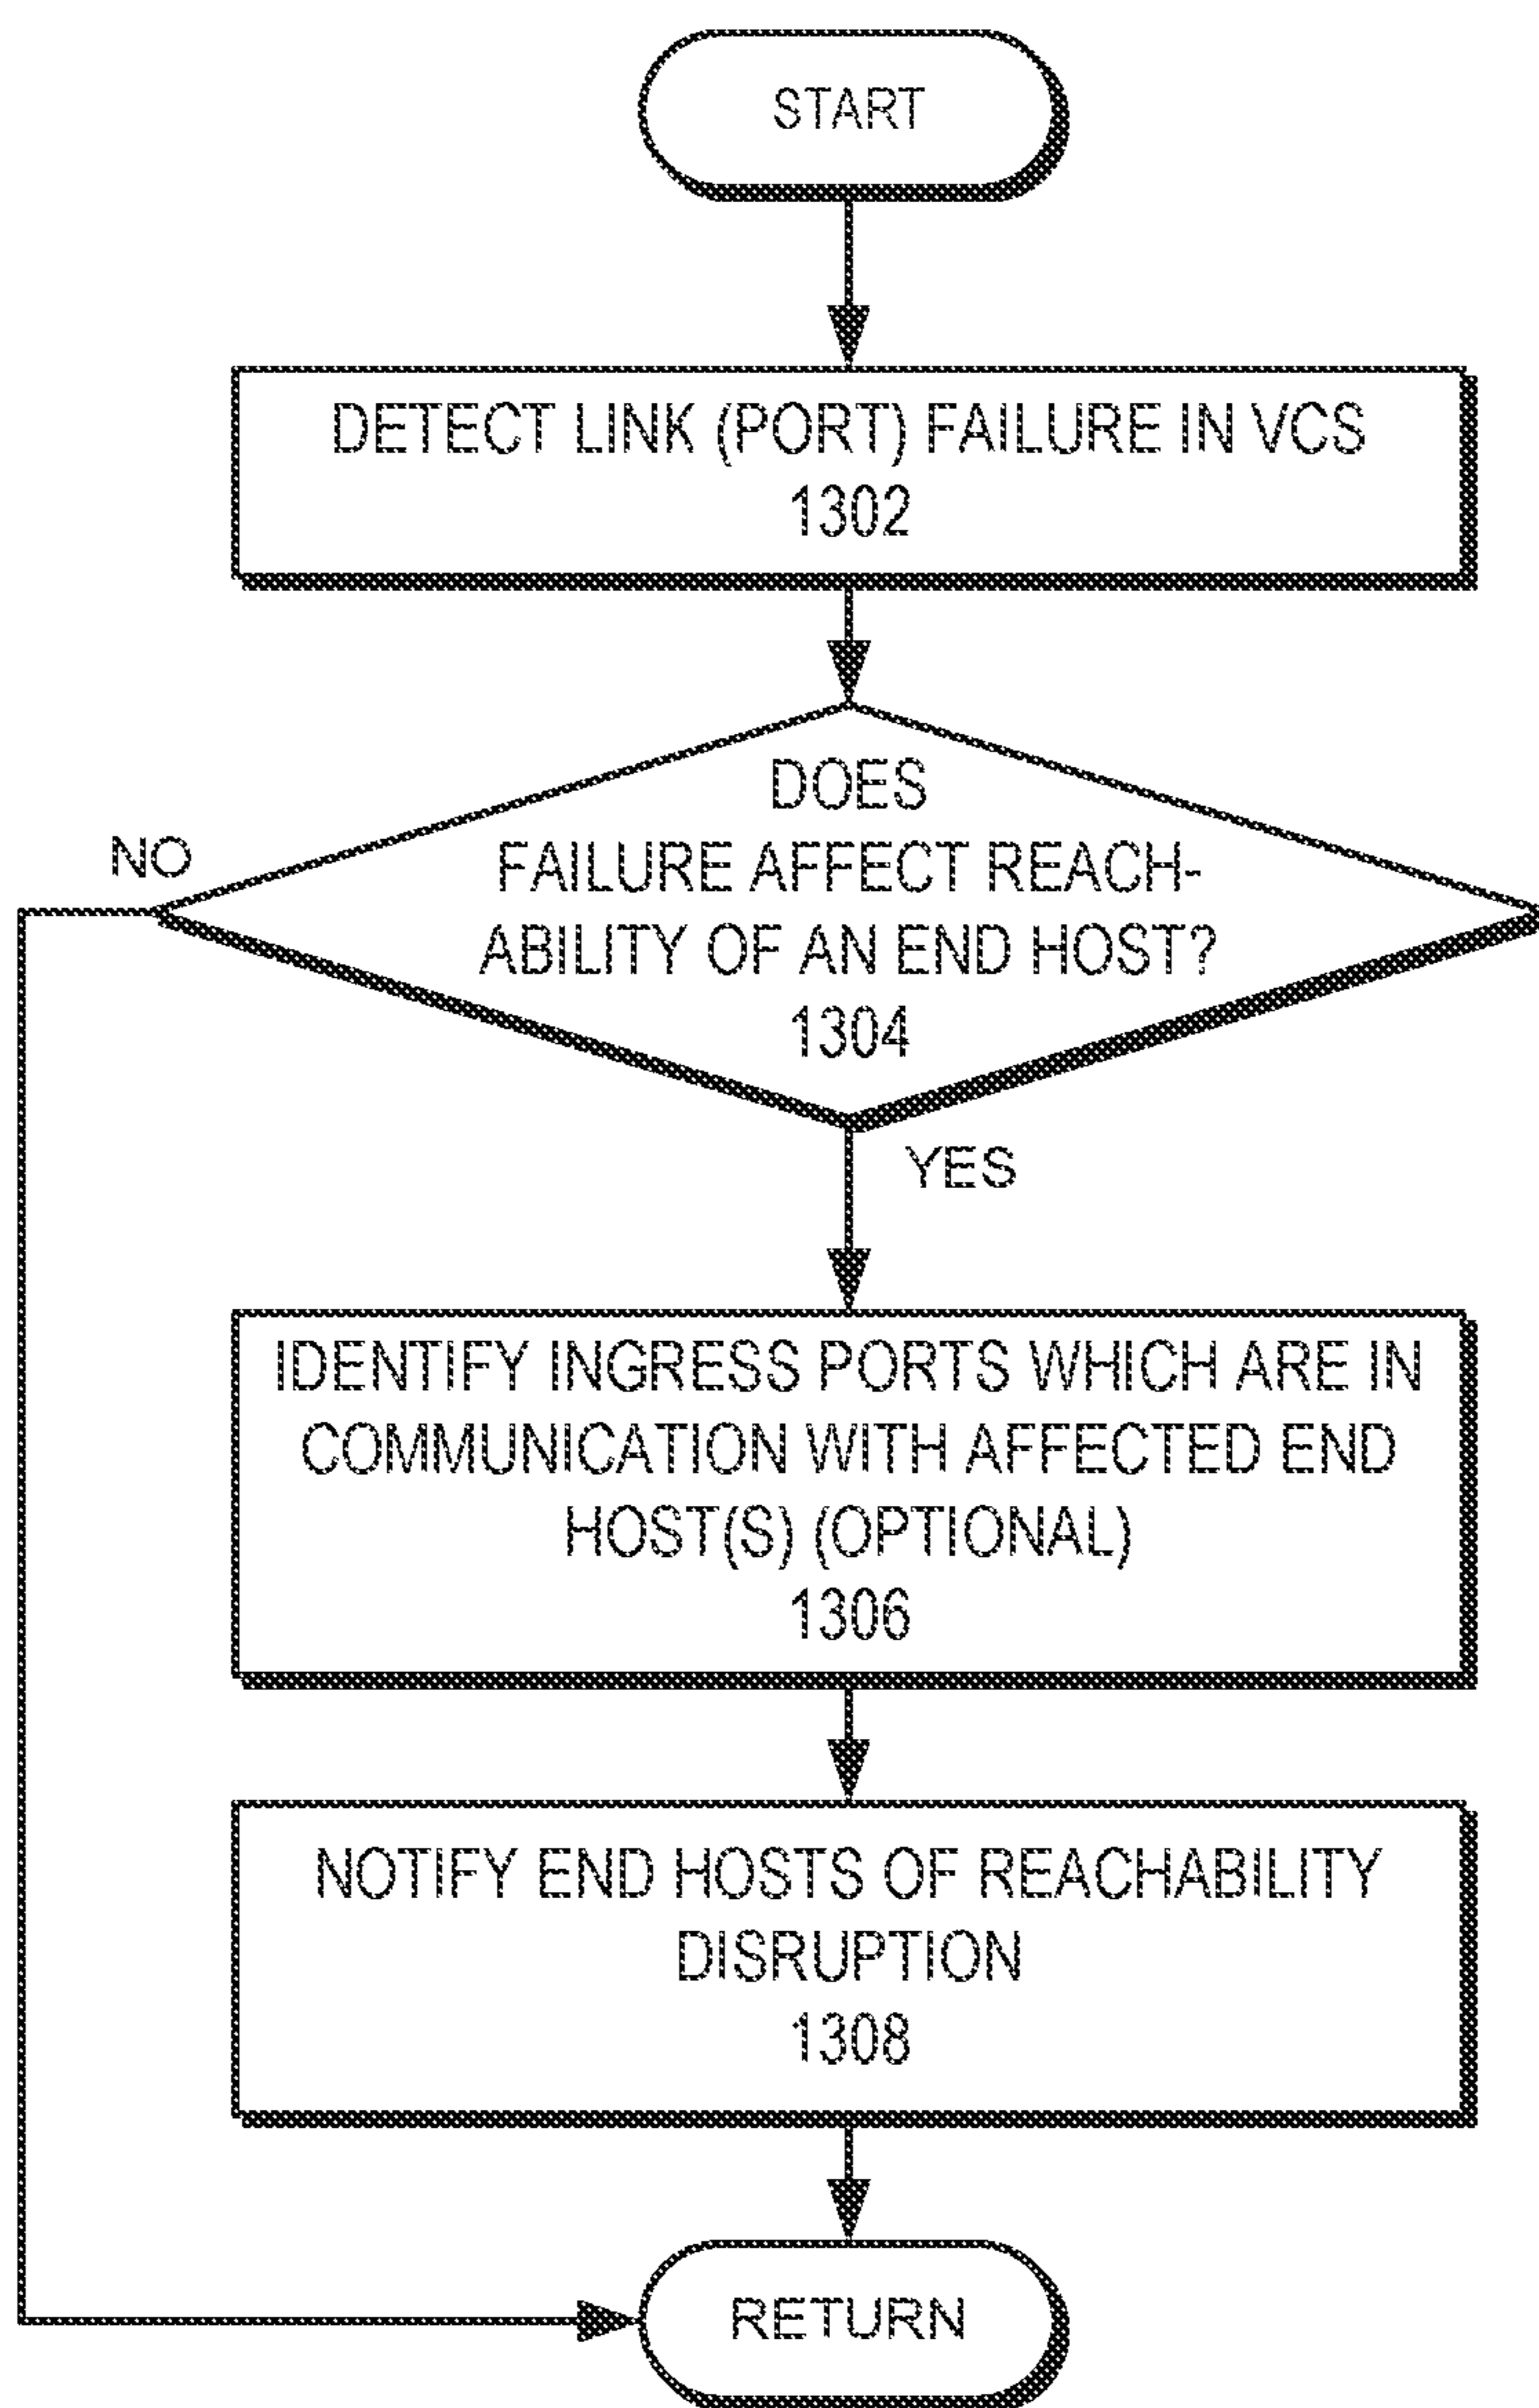 START
DETECT LINK (PORT) FAILURE IN VCS
1302
DOES
FAILURE AFFECT REACH-
ABILITY OF AN END HOST?
1304
NO
YES
IDENTIFY INGRESS PORTS WHICH ARE IN
COMMUNICATION WITH AFFECTED END
HOST(S) (OPTIONAL)
1306
NOTIFY END HOSTS OF REACHABILITY
DISRUPTION
1308
RETURN